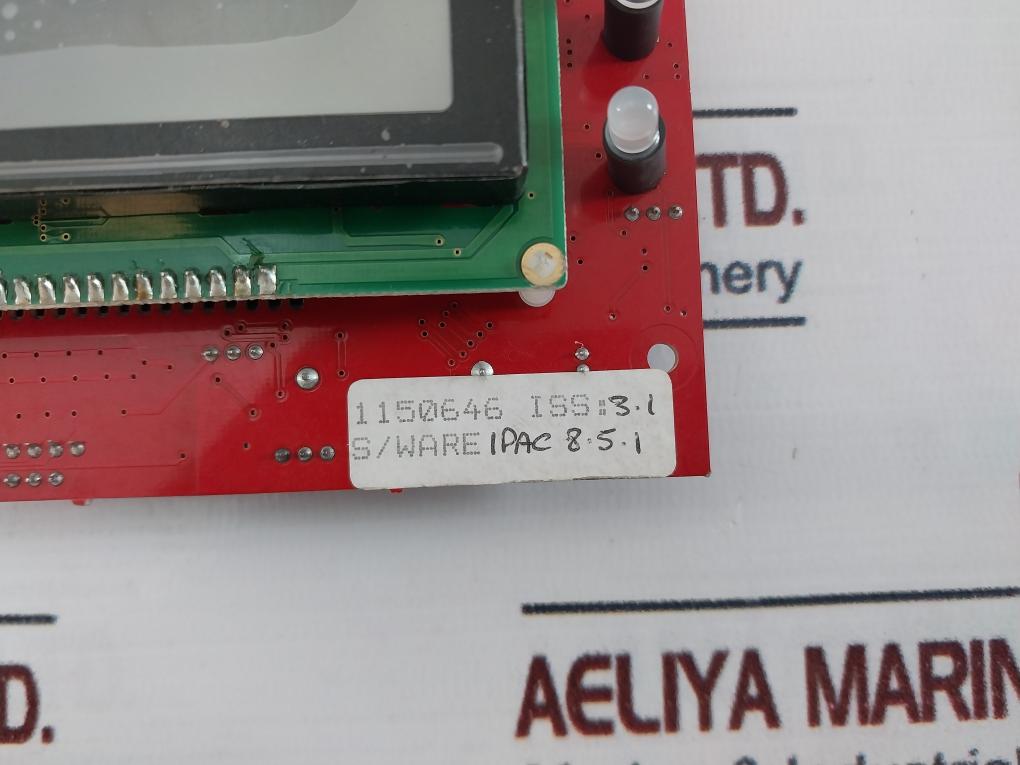 TD.
nery
1150646 ISS:3.1
S/WARE IPAC 8.5.1
D.
AELIYA MARIN